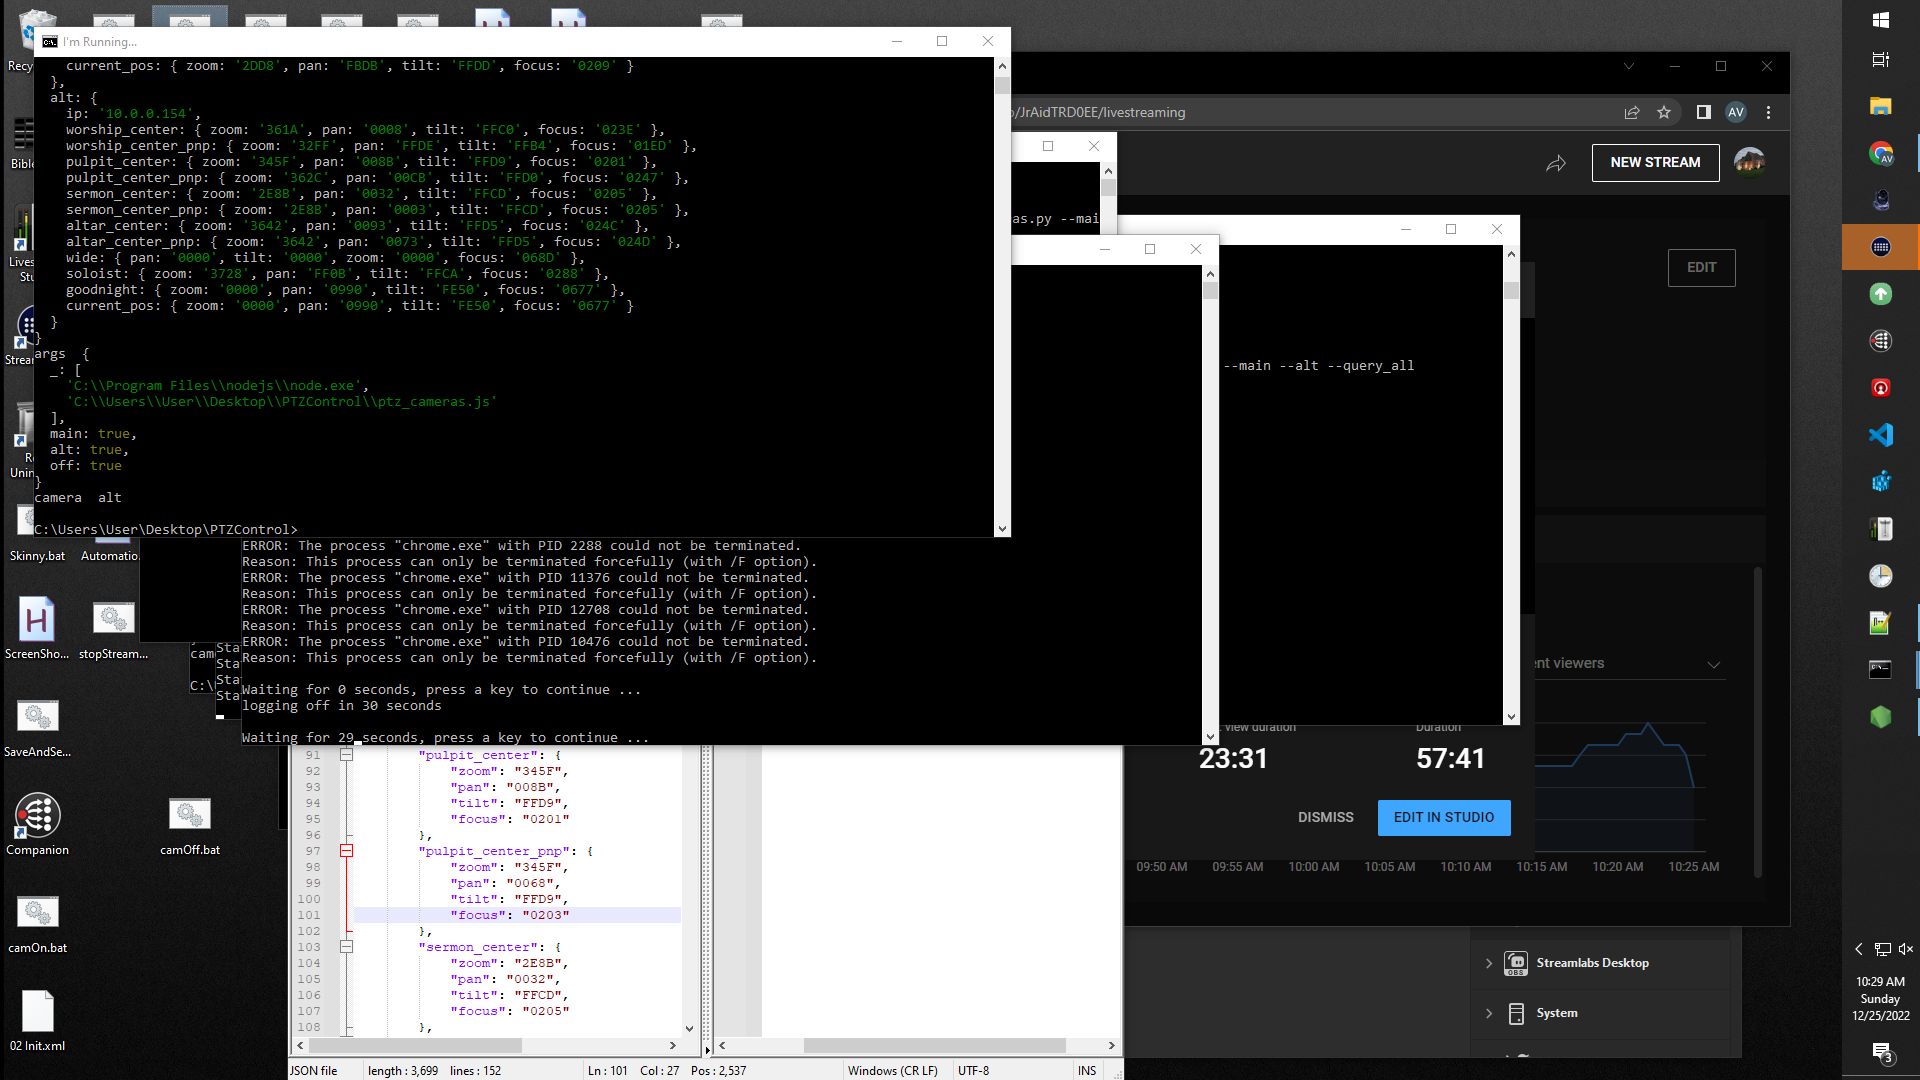 I'm Running...
current_pos: { zoom: '2DD8', pan: 'FBDB', tilt: 'FFDD', focus: '0209' }
},
alt: {
ip: '10.0.0.154',
worship_center: { zoom: '361A', pan: '0008', tilt: 'FFC0', focus: '023E' },
worship_center_pnp: { zoom: '32FF', pan: 'FFDE', tilt: 'FFB4', focus: '01ED' },
pulpit_center: { zoom: '345F', pan: '008B', tilt: 'FFD9', focus: '0201' },
pulpit_center_pnp: { zoom: '362C', pan: '00CB', tilt: 'FFD0', focus: '0247' },
sermon_center: { zoom: '2E8B', pan: '0032', tilt: 'FFCD', focus: '0205' },
sermon_center_pnp: { zoom: '2E8B', pan: '0003', tilt: 'FFCD', focus: '0205' },
altar_center: { zoom: '3642', pan: '0093', tilt: 'FFD5', focus: '024C' },
altar_center_pnp: { zoom: '3642', pan: '0073', tilt: 'FFD5', focus: '024D' },
wide: { pan: '0000', tilt: '0000', zoom: '0000', focus: '068D' },
soloist: { zoom: '3728', pan: 'FF0B', tilt: 'FFCA', focus: '0288' },
goodnight: { zoom: '0000', pan: '0990', tilt: 'FE50', focus: '0677' },
current_pos: { zoom: '0000', pan: '0990', tilt: 'FE50', focus: '0677' }
}
}
args  {
_: [
'C:\\Program Files\\nodejs\\node.exe',
'C:\\Users\\User\\Desktop\\PTZControl\\ptz_cameras.js'
],
main: true,
alt: true,
off: true
}
camera  alt
C:\Users\User\Desktop\PTZControl>
ERROR: The process "chrome.exe" with PID 2288 could not be terminated.
Reason: This process can only be terminated forcefully (with /F option).
ERROR: The process "chrome.exe" with PID 11376 could not be terminated.
Reason: This process can only be terminated forcefully (with /F option).
ERROR: The process "chrome.exe" with PID 12708 could not be terminated.
Reason: This process can only be terminated forcefully (with /F option).
ERROR: The process "chrome.exe" with PID 10476 could not be terminated.
Reason: This process can only be terminated forcefully (with /F option).
Waiting for 0 seconds, press a key to continue ...
logging off in 30 seconds
Waiting for 29 seconds, press a key to continue ...
cam
C:\
Sta
Sta
Sta
Sta
91 "pulpit_center": {
92 "zoom": "345F",
93 "pan": "008B",
94 "tilt": "FFD9",
95 "focus": "0201"
96 },
97 "pulpit_center_pnp": {
98 "zoom": "345F",
99 "pan": "0068",
100 "tilt": "FFD9",
101 "focus": "0203"
102 },
103 "sermon_center": {
104 "zoom": "2E8B",
105 "pan": "0032",
106 "tilt": "FFCD",
107 "focus": "0205"
108 },
JSON file length : 3,699 lines : 152 Ln : 101 Col : 27 Pos : 2,537 Windows (CR LF) UTF-8 INS
/JrAidTRD0EE/livestreaming
AV
NEW STREAM
as.py --mai
EDIT
--main --alt --query_all
nt viewers
view duration
Duration
23:31
57:41
DISMISS
EDIT IN STUDIO
09:50 AM 09:55 AM 10:00 AM 10:05 AM 10:10 AM 10:15 AM 10:20 AM 10:25 AM
OBS
Streamlabs Desktop
System
Recy
Bible
Lives
Stu
Strea
R
Unin
Skinny.bat
Automatio.
ScreenSho...
stopStream...
SaveAndSe...
Companion
camOff.bat
camOn.bat
02 Init.xml
AV
10:29 AM
Sunday
12/25/2022
3